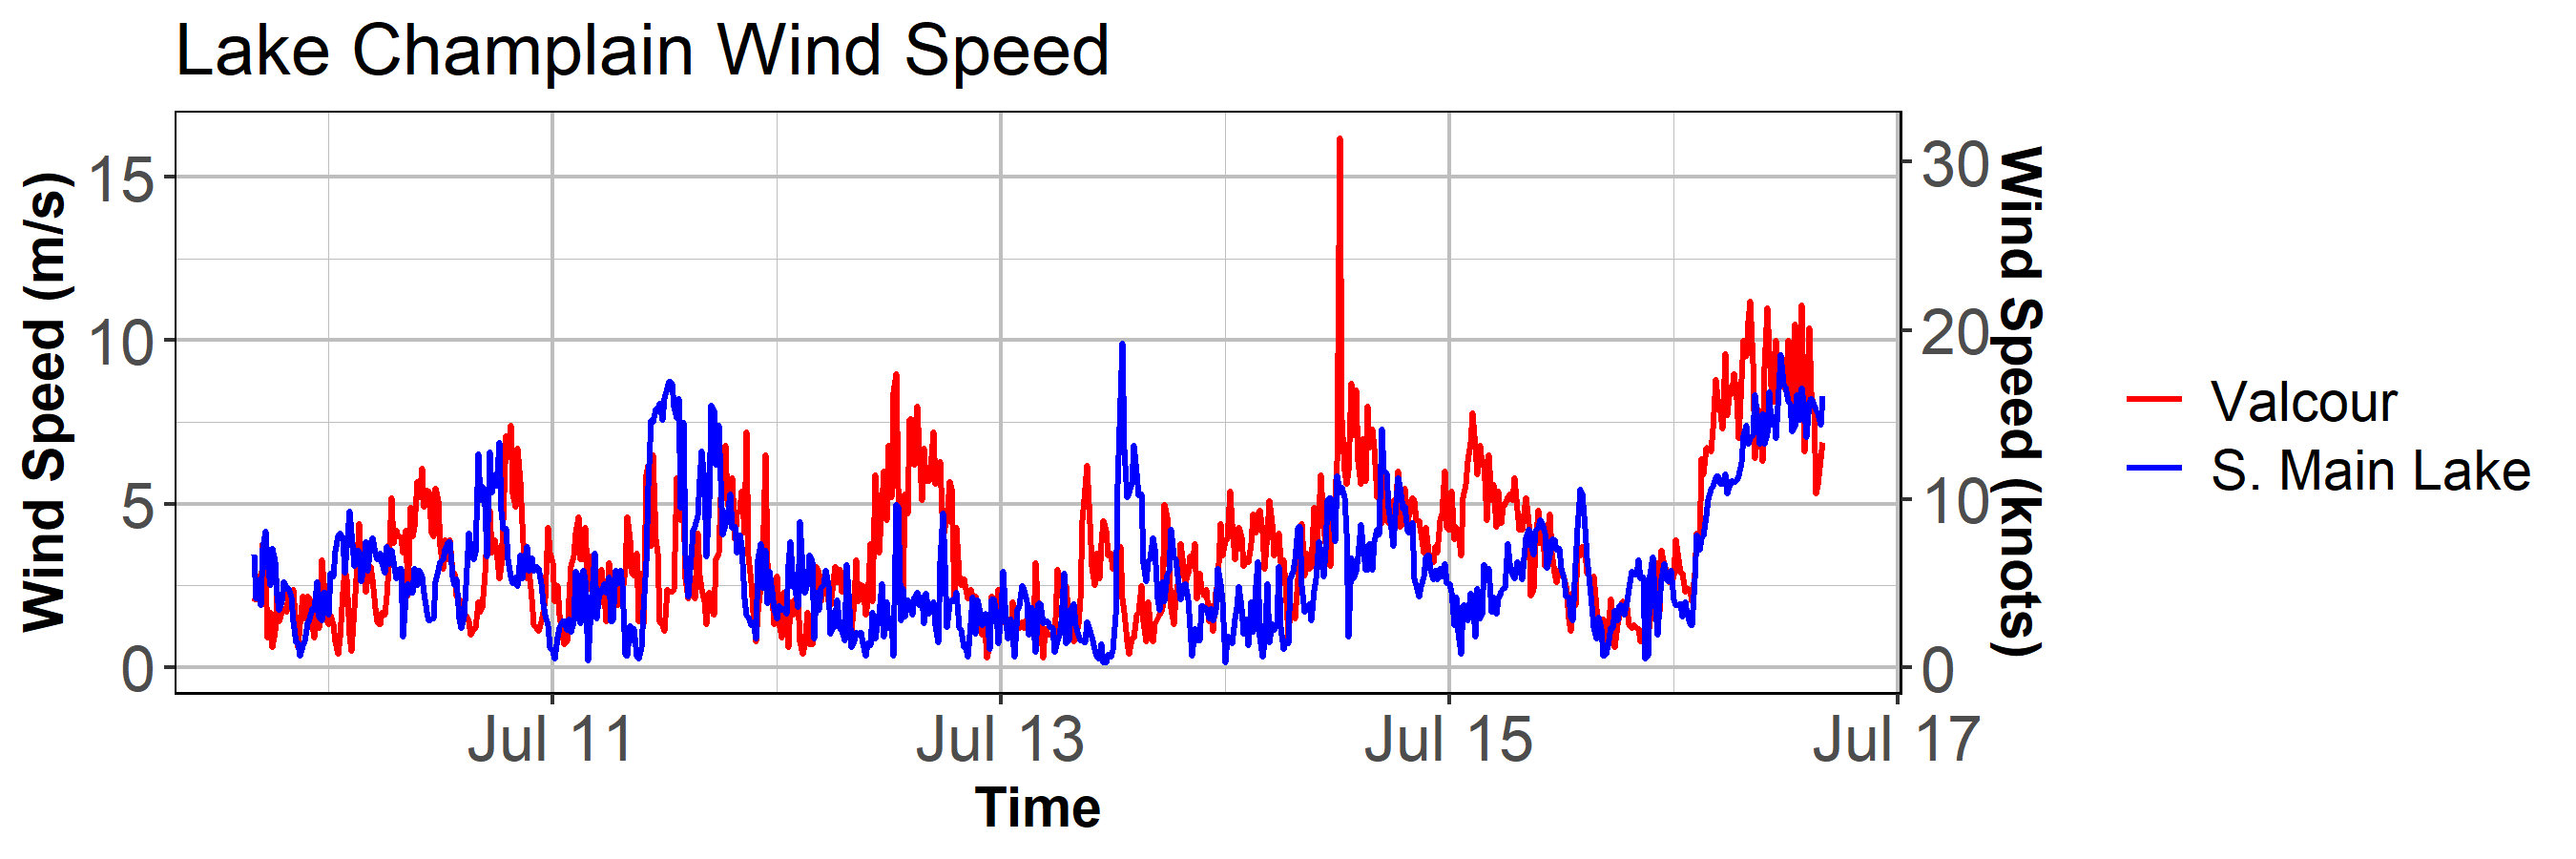 Lake Champlain Wind Speed
Wind Speed (m/s)
15
10
5
0
30
20
10
0
Wind Speed (knots)
Jul 11
Jul 13
Jul 15
Jul 17
Time
Valcour
S. Main Lake